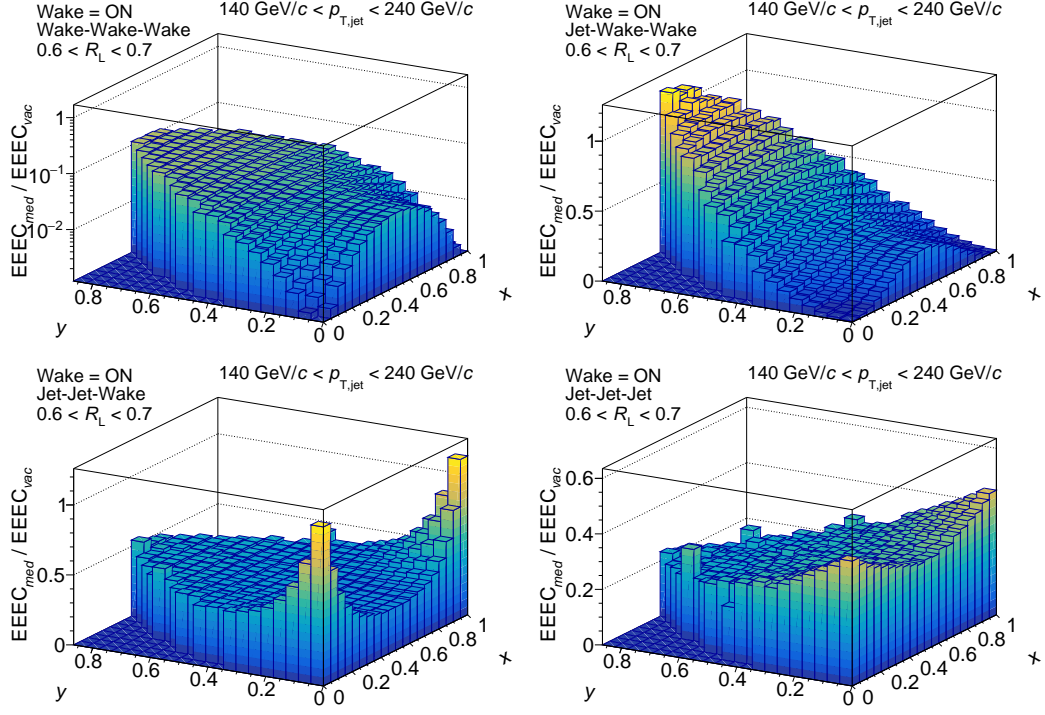 Wake = ON
Wake-Wake-Wake
0.6 < R_L < 0.7
140 GeV/c < p_T,jet < 240 GeV/c
EEEC_med / EEEC_vac
1
10⁻¹
10⁻²
0.8 0.6 0.4 0.2 0
y
0 0.2 0.4 0.6 0.8 1
x
Wake = ON
Jet-Wake-Wake
0.6 < R_L < 0.7
140 GeV/c < p_T,jet < 240 GeV/c
EEEC_med / EEEC_vac
1
0.5
0
0.8 0.6 0.4 0.2 0
y
0 0.2 0.4 0.6 0.8 1
x
Wake = ON
Jet-Jet-Wake
0.6 < R_L < 0.7
140 GeV/c < p_T,jet < 240 GeV/c
EEEC_med / EEEC_vac
1
0.5
0
0.8 0.6 0.4 0.2 0
y
0 0.2 0.4 0.6 0.8 1
x
Wake = ON
Jet-Jet-Jet
0.6 < R_L < 0.7
140 GeV/c < p_T,jet < 240 GeV/c
EEEC_med / EEEC_vac
0.6
0.4
0.2
0
0.8 0.6 0.4 0.2 0
y
0 0.2 0.4 0.6 0.8 1
x